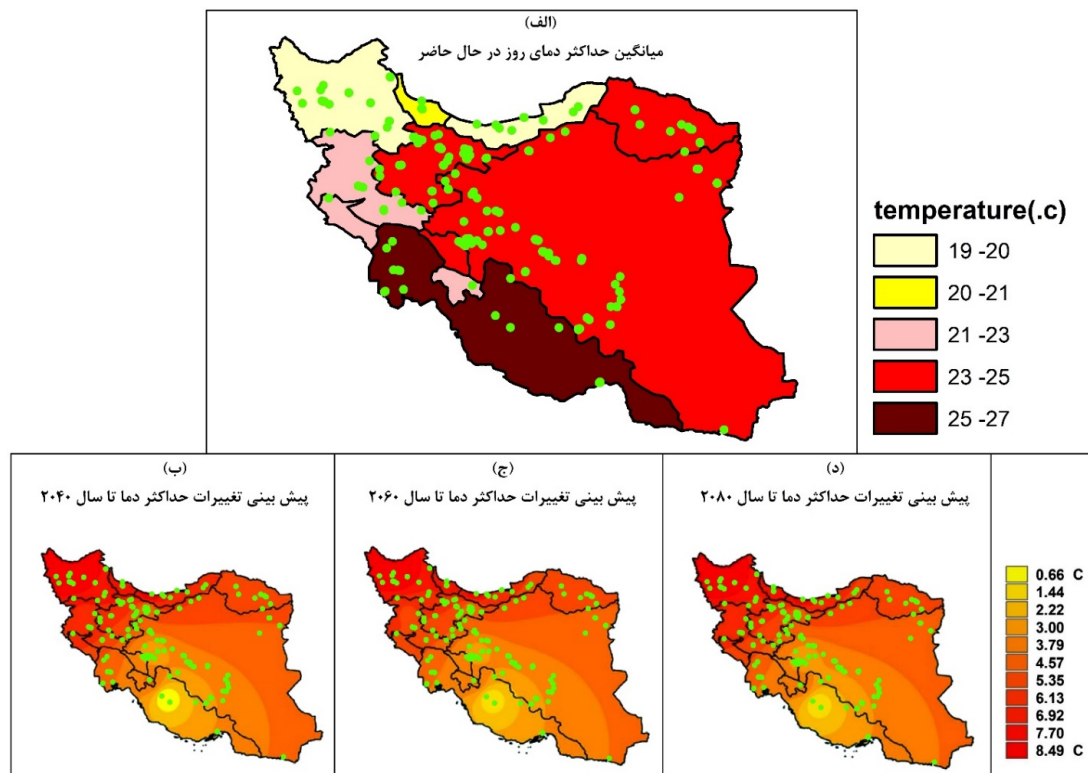 (الف)
میانگین حداکثر دمای روز در حال حاضر
temperature(.c)
19 -20
20 -21
21 -23
23 -25
25 -27
(ب)
پیش بینی تغییرات حداکثر دما تا سال ۲۰۴۰
(ج)
پیش بینی تغییرات حداکثر دما تا سال ۲۰۶۰
(د)
پیش بینی تغییرات حداکثر دما تا سال ۲۰۸۰
0.66 C
1.44
2.22
3.00
3.79
4.57
5.35
6.13
6.92
7.70
8.49 C